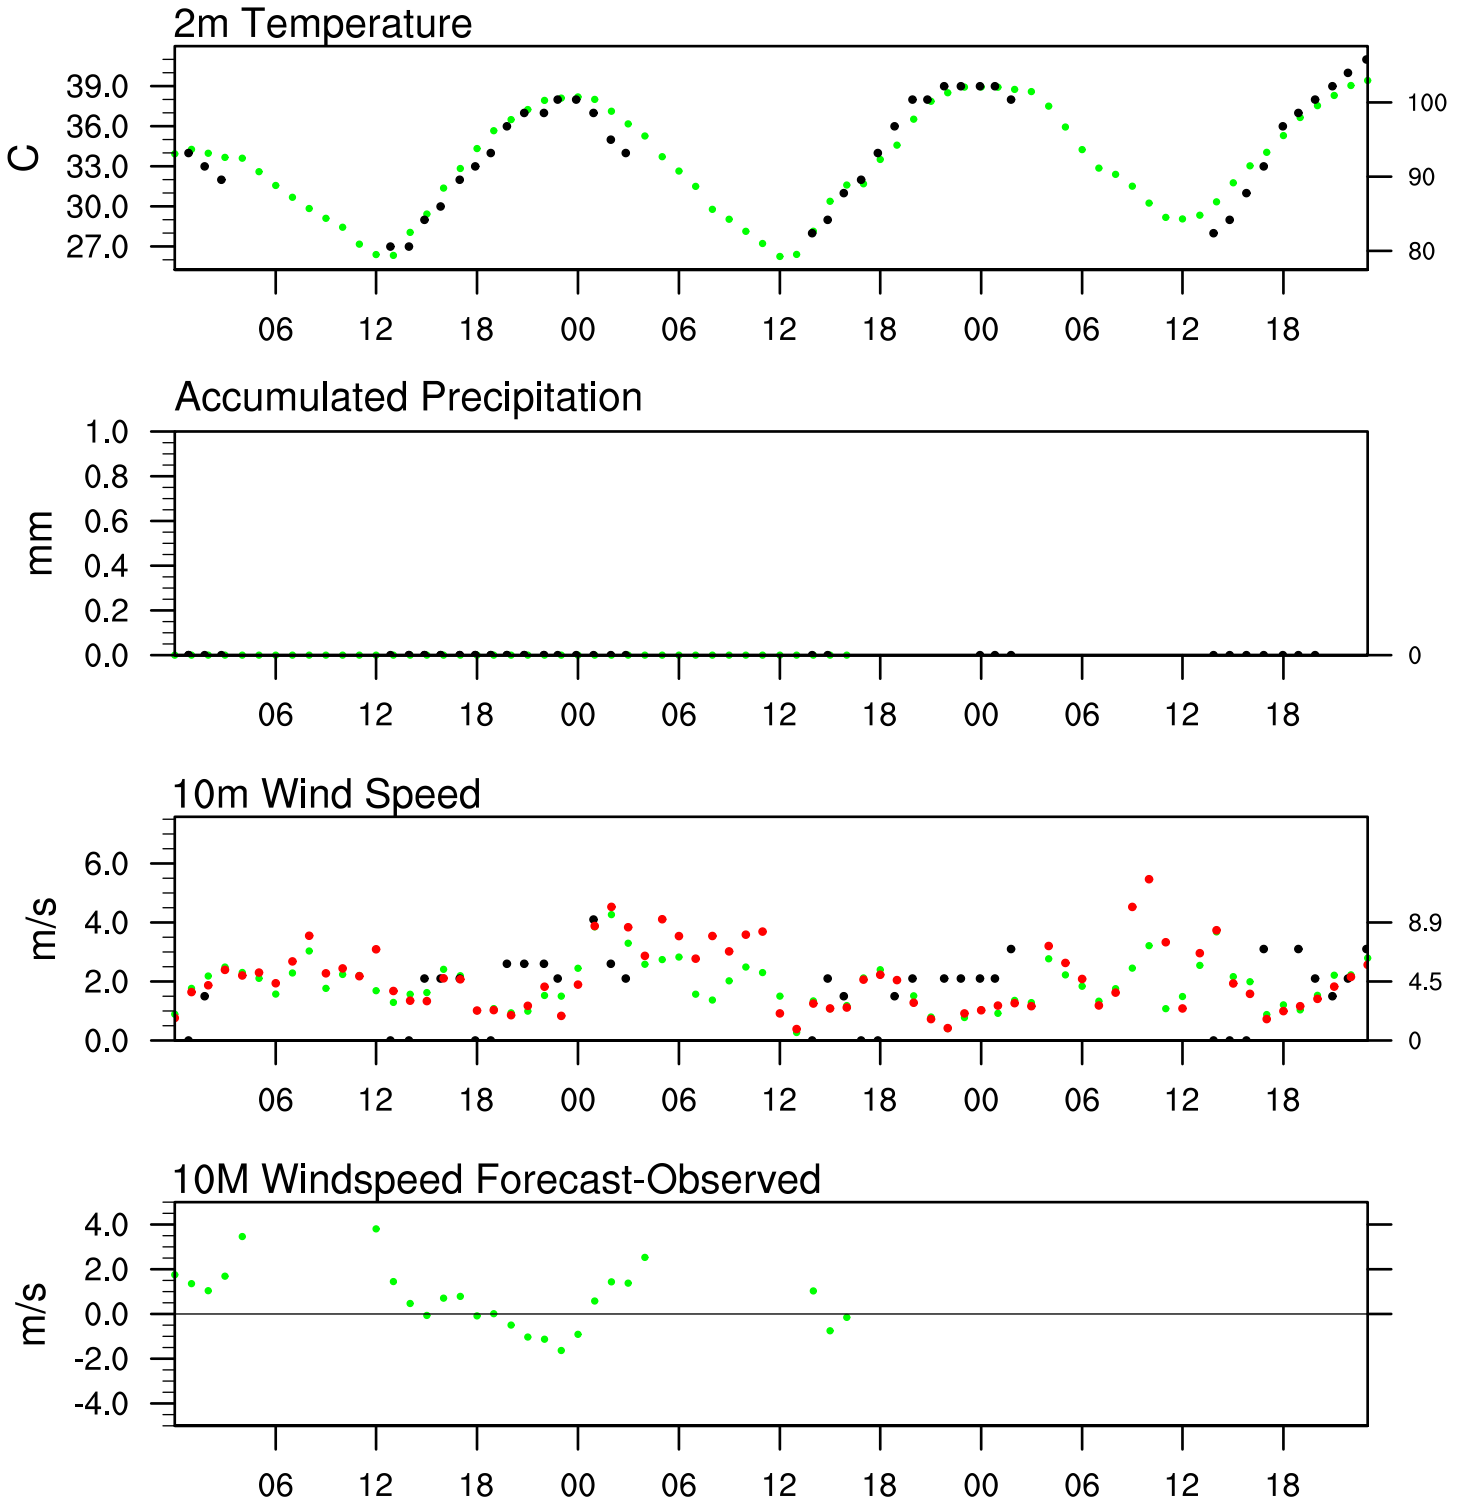 2m Temperature
39.0
36.0
33.0
30.0
27.0
C
100
90
80
06 12 18 00 06 12 18 00 06 12 18
Accumulated Precipitation
1.0
0.8
0.6
0.4
0.2
0.0
mm
0
06 12 18 00 06 12 18 00 06 12 18
10m Wind Speed
6.0
4.0
2.0
0.0
m/s
8.9
4.5
0
06 12 18 00 06 12 18 00 06 12 18
10M Windspeed Forecast-Observed
4.0
2.0
0.0
-2.0
-4.0
m/s
06 12 18 00 06 12 18 00 06 12 18